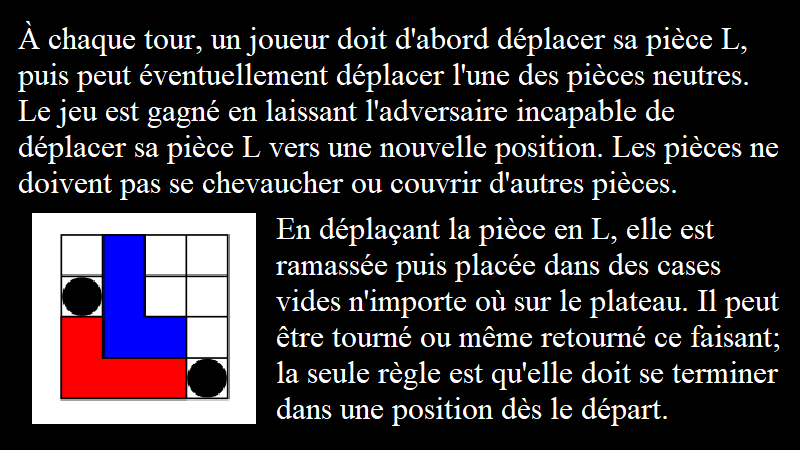 À chaque tour, un joueur doit d'abord déplacer sa pièce L,
puis peut éventuellement déplacer l'une des pièces neutres.
Le jeu est gagné en laissant l'adversaire incapable de
déplacer sa pièce L vers une nouvelle position. Les pièces ne
doivent pas se chevaucher ou couvrir d'autres pièces.
En déplaçant la pièce en L, elle est
ramassée puis placée dans des cases
vides n'importe où sur le plateau. Il peut
être tourné ou même retourné ce faisant;
la seule règle est qu'elle doit se terminer
dans une position dès le départ.